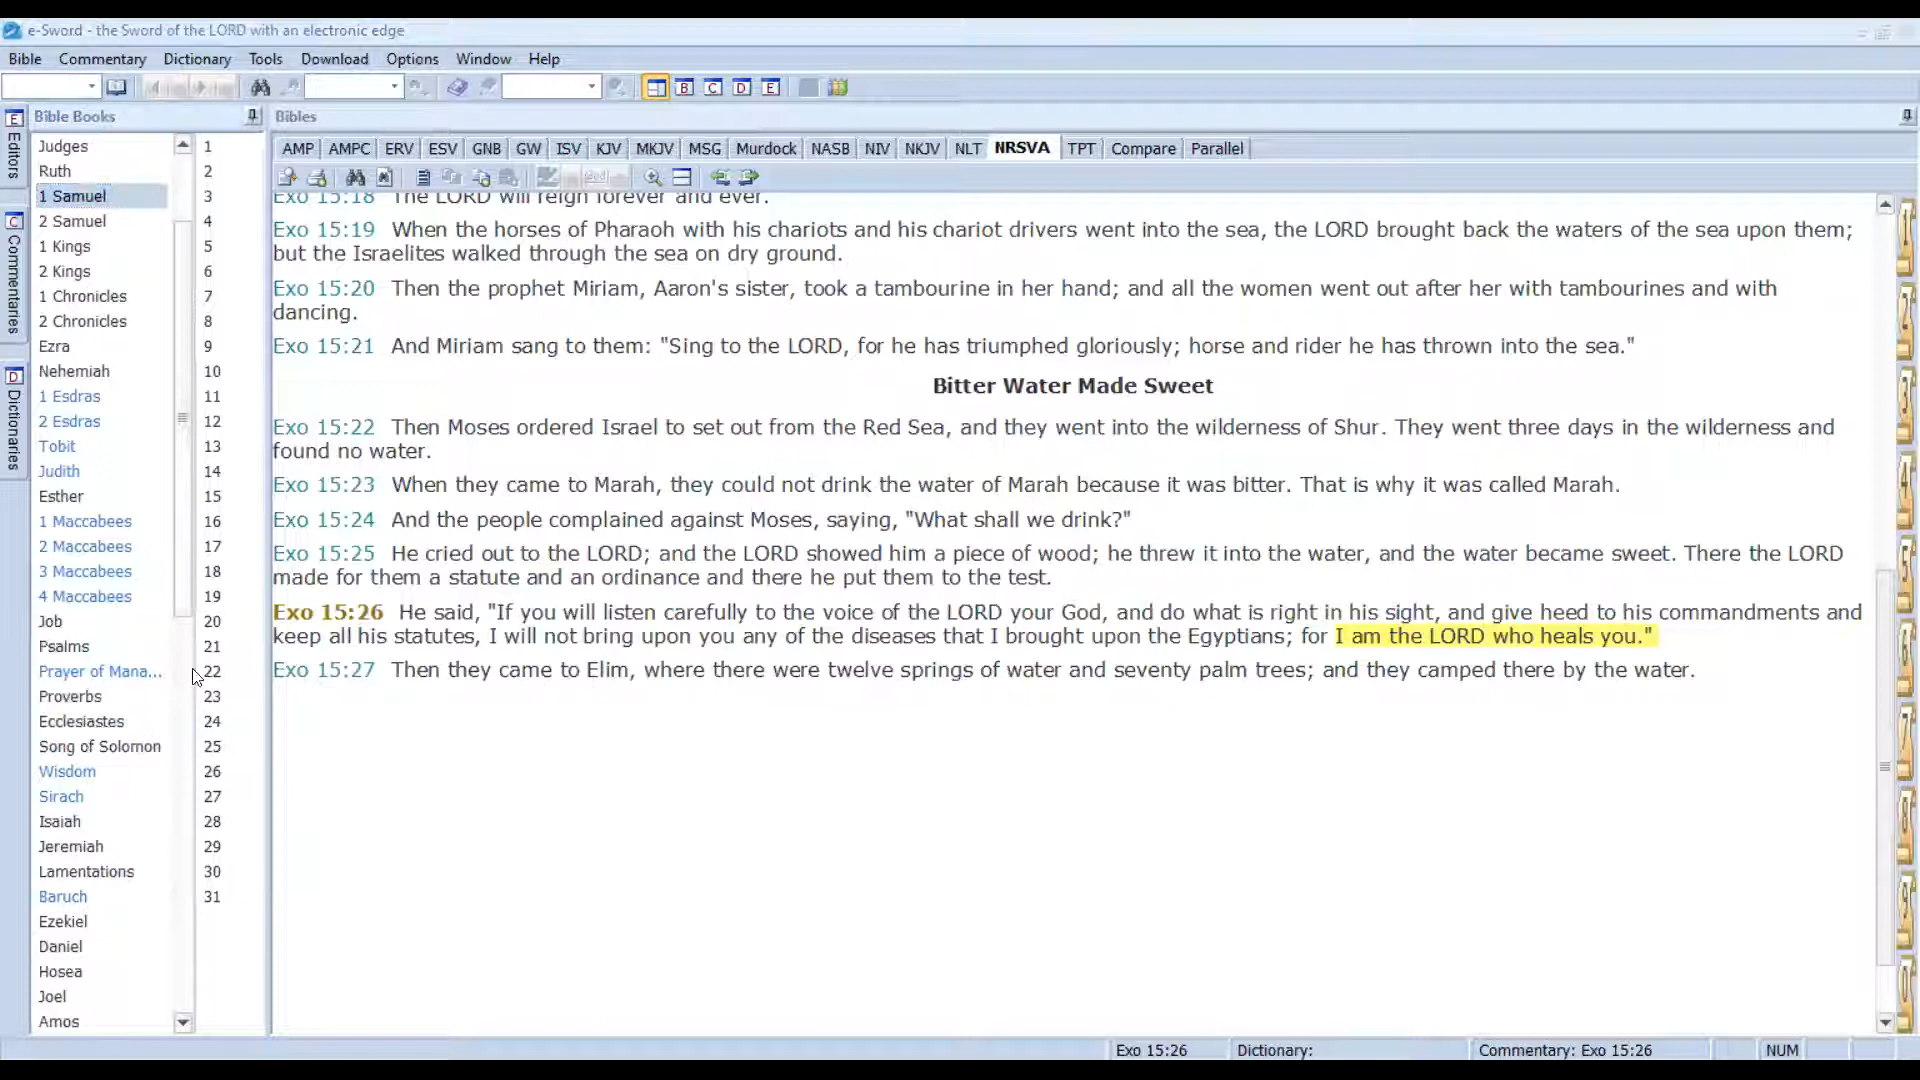 e-Sword - the Sword of the LORD with an electronic edge
Bible Commentary Dictionary Tools Download Options Window Help
B C D E
E Editors
C Commentaries
D Dictionaries
Bible Books
Judges
Ruth
1 Samuel
2 Samuel
1 Kings
2 Kings
1 Chronicles
2 Chronicles
Ezra
Nehemiah
1 Esdras
2 Esdras
Tobit
Judith
Esther
1 Maccabees
2 Maccabees
3 Maccabees
4 Maccabees
Job
Psalms
Prayer of Mana...
Proverbs
Ecclesiastes
Song of Solomon
Wisdom
Sirach
Isaiah
Jeremiah
Lamentations
Baruch
Ezekiel
Daniel
Hosea
Joel
Amos
1
2
3
4
5
6
7
8
9
10
11
12
13
14
15
16
17
18
19
20
21
22
23
24
25
26
27
28
29
30
31
Bibles
AMP AMPC ERV ESV GNB GW ISV KJV MKJV MSG Murdock NASB NIV NKJV NLT NRSVA TPT Compare Parallel
Exo 15:18 The LORD will reign forever and ever.
Exo 15:19 When the horses of Pharaoh with his chariots and his chariot drivers went into the sea, the LORD brought back the waters of the sea upon them;
but the Israelites walked through the sea on dry ground.
Exo 15:20 Then the prophet Miriam, Aaron's sister, took a tambourine in her hand; and all the women went out after her with tambourines and with
dancing.
Exo 15:21 And Miriam sang to them: "Sing to the LORD, for he has triumphed gloriously; horse and rider he has thrown into the sea."
Bitter Water Made Sweet
Exo 15:22 Then Moses ordered Israel to set out from the Red Sea, and they went into the wilderness of Shur. They went three days in the wilderness and
found no water.
Exo 15:23 When they came to Marah, they could not drink the water of Marah because it was bitter. That is why it was called Marah.
Exo 15:24 And the people complained against Moses, saying, "What shall we drink?"
Exo 15:25 He cried out to the LORD; and the LORD showed him a piece of wood; he threw it into the water, and the water became sweet. There the LORD
made for them a statute and an ordinance and there he put them to the test.
Exo 15:26 He said, "If you will listen carefully to the voice of the LORD your God, and do what is right in his sight, and give heed to his commandments and
keep all his statutes, I will not bring upon you any of the diseases that I brought upon the Egyptians; for I am the LORD who heals you."
Exo 15:27 Then they came to Elim, where there were twelve springs of water and seventy palm trees; and they camped there by the water.
Exo 15:26 Dictionary: Commentary: Exo 15:26 NUM